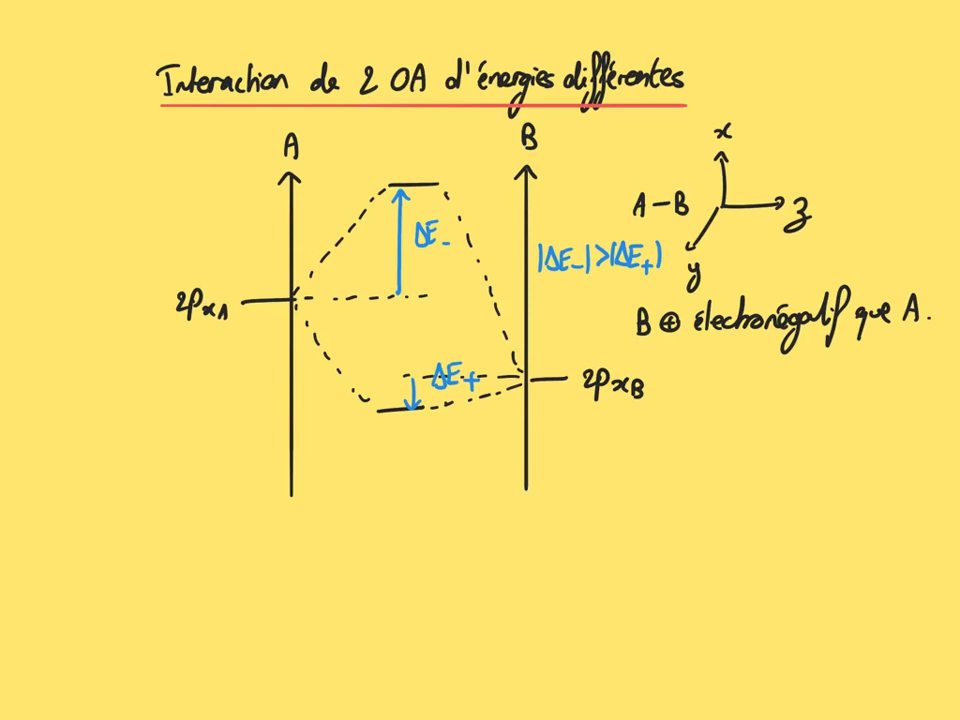 Interaction de 2 OA d'énergies différentes
A
B
x
A – B
z
y
ΔE₋
|ΔE₋| > |ΔE₊|
2pxA
B ⊕ électronégatif que A.
ΔE₊
2pxB